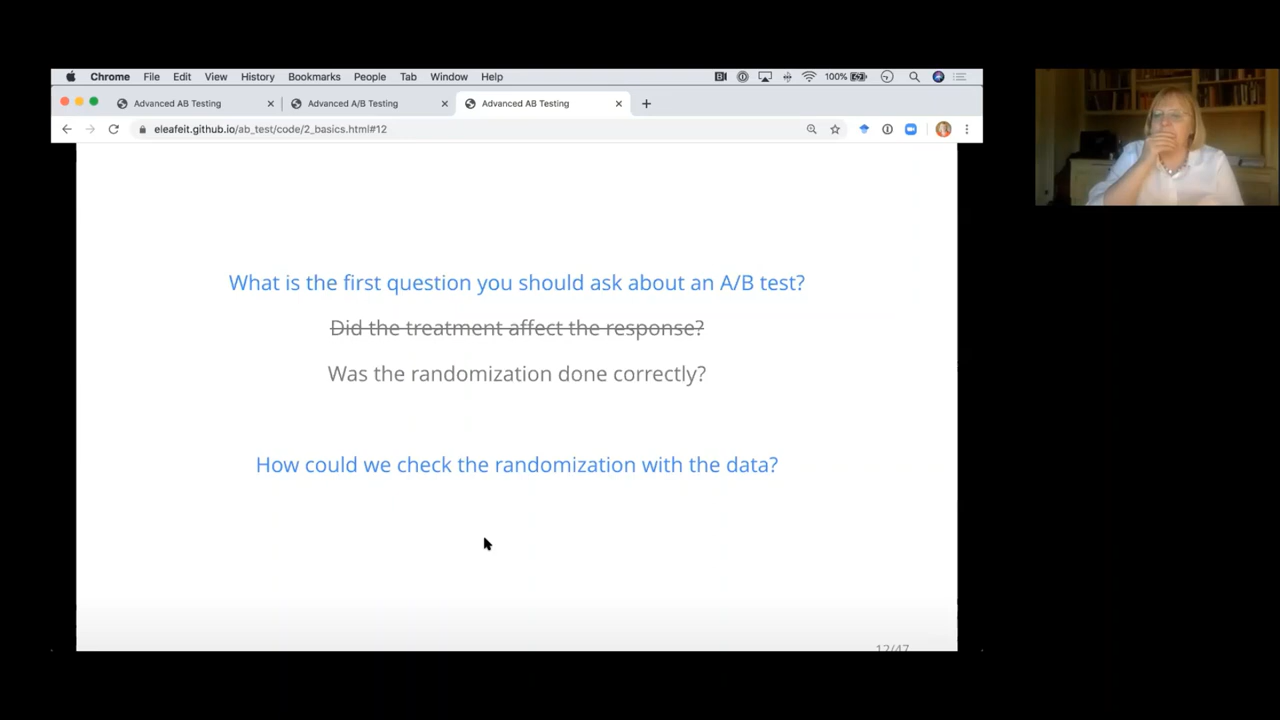 Chrome File Edit View History Bookmarks People Tab Window Help 100%
Advanced AB Testing Advanced A/B Testing Advanced AB Testing
eleafeit.github.io/ab_test/code/2_basics.html#12
What is the first question you should ask about an A/B test?
Did the treatment affect the response?
Was the randomization done correctly?
How could we check the randomization with the data?
12/47